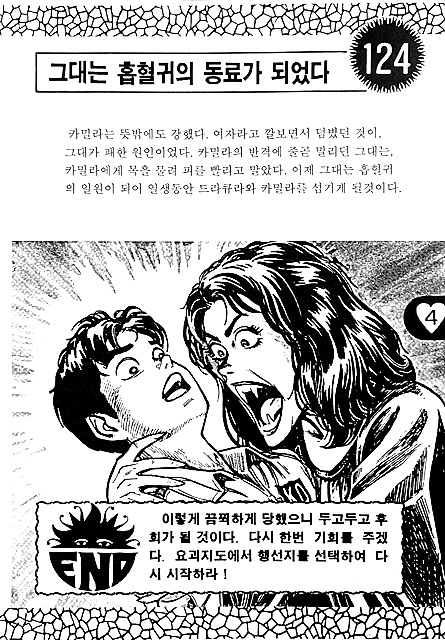 그대는 흡혈귀의 동료가 되었다
124
카밀라는 뜻밖에도 강했다. 여자라고 깔보면서 덤볐던 것이,
그대가 패한 원인이었다. 카밀라의 반격에 줄곧 밀리던 그대는,
카밀라에게 목을 물려 피를 빨리고 말았다. 이제 그대는 흡혈귀
의 일원이 되어 일생동안 드라큐라와 카밀라를 섬기게 될것이다.
4
이렇게 끔찍하게 당했으니 두고두고 후
회가 될 것이다. 다시 한번 기회를 주겠
다. 요괴지도에서 행선지를 선택하여 다
시 시작하라!
END